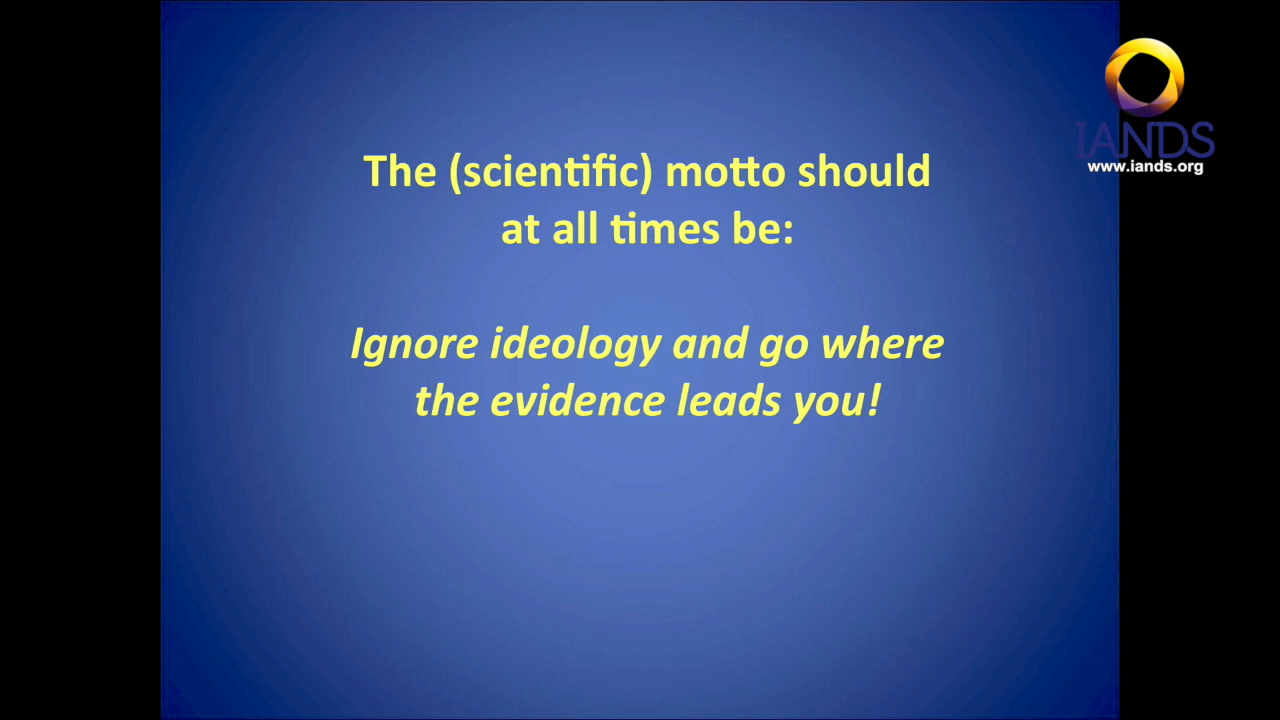 IANDS
www.iands.org
The (scientific) motto should
at all times be:
Ignore ideology and go where
the evidence leads you!